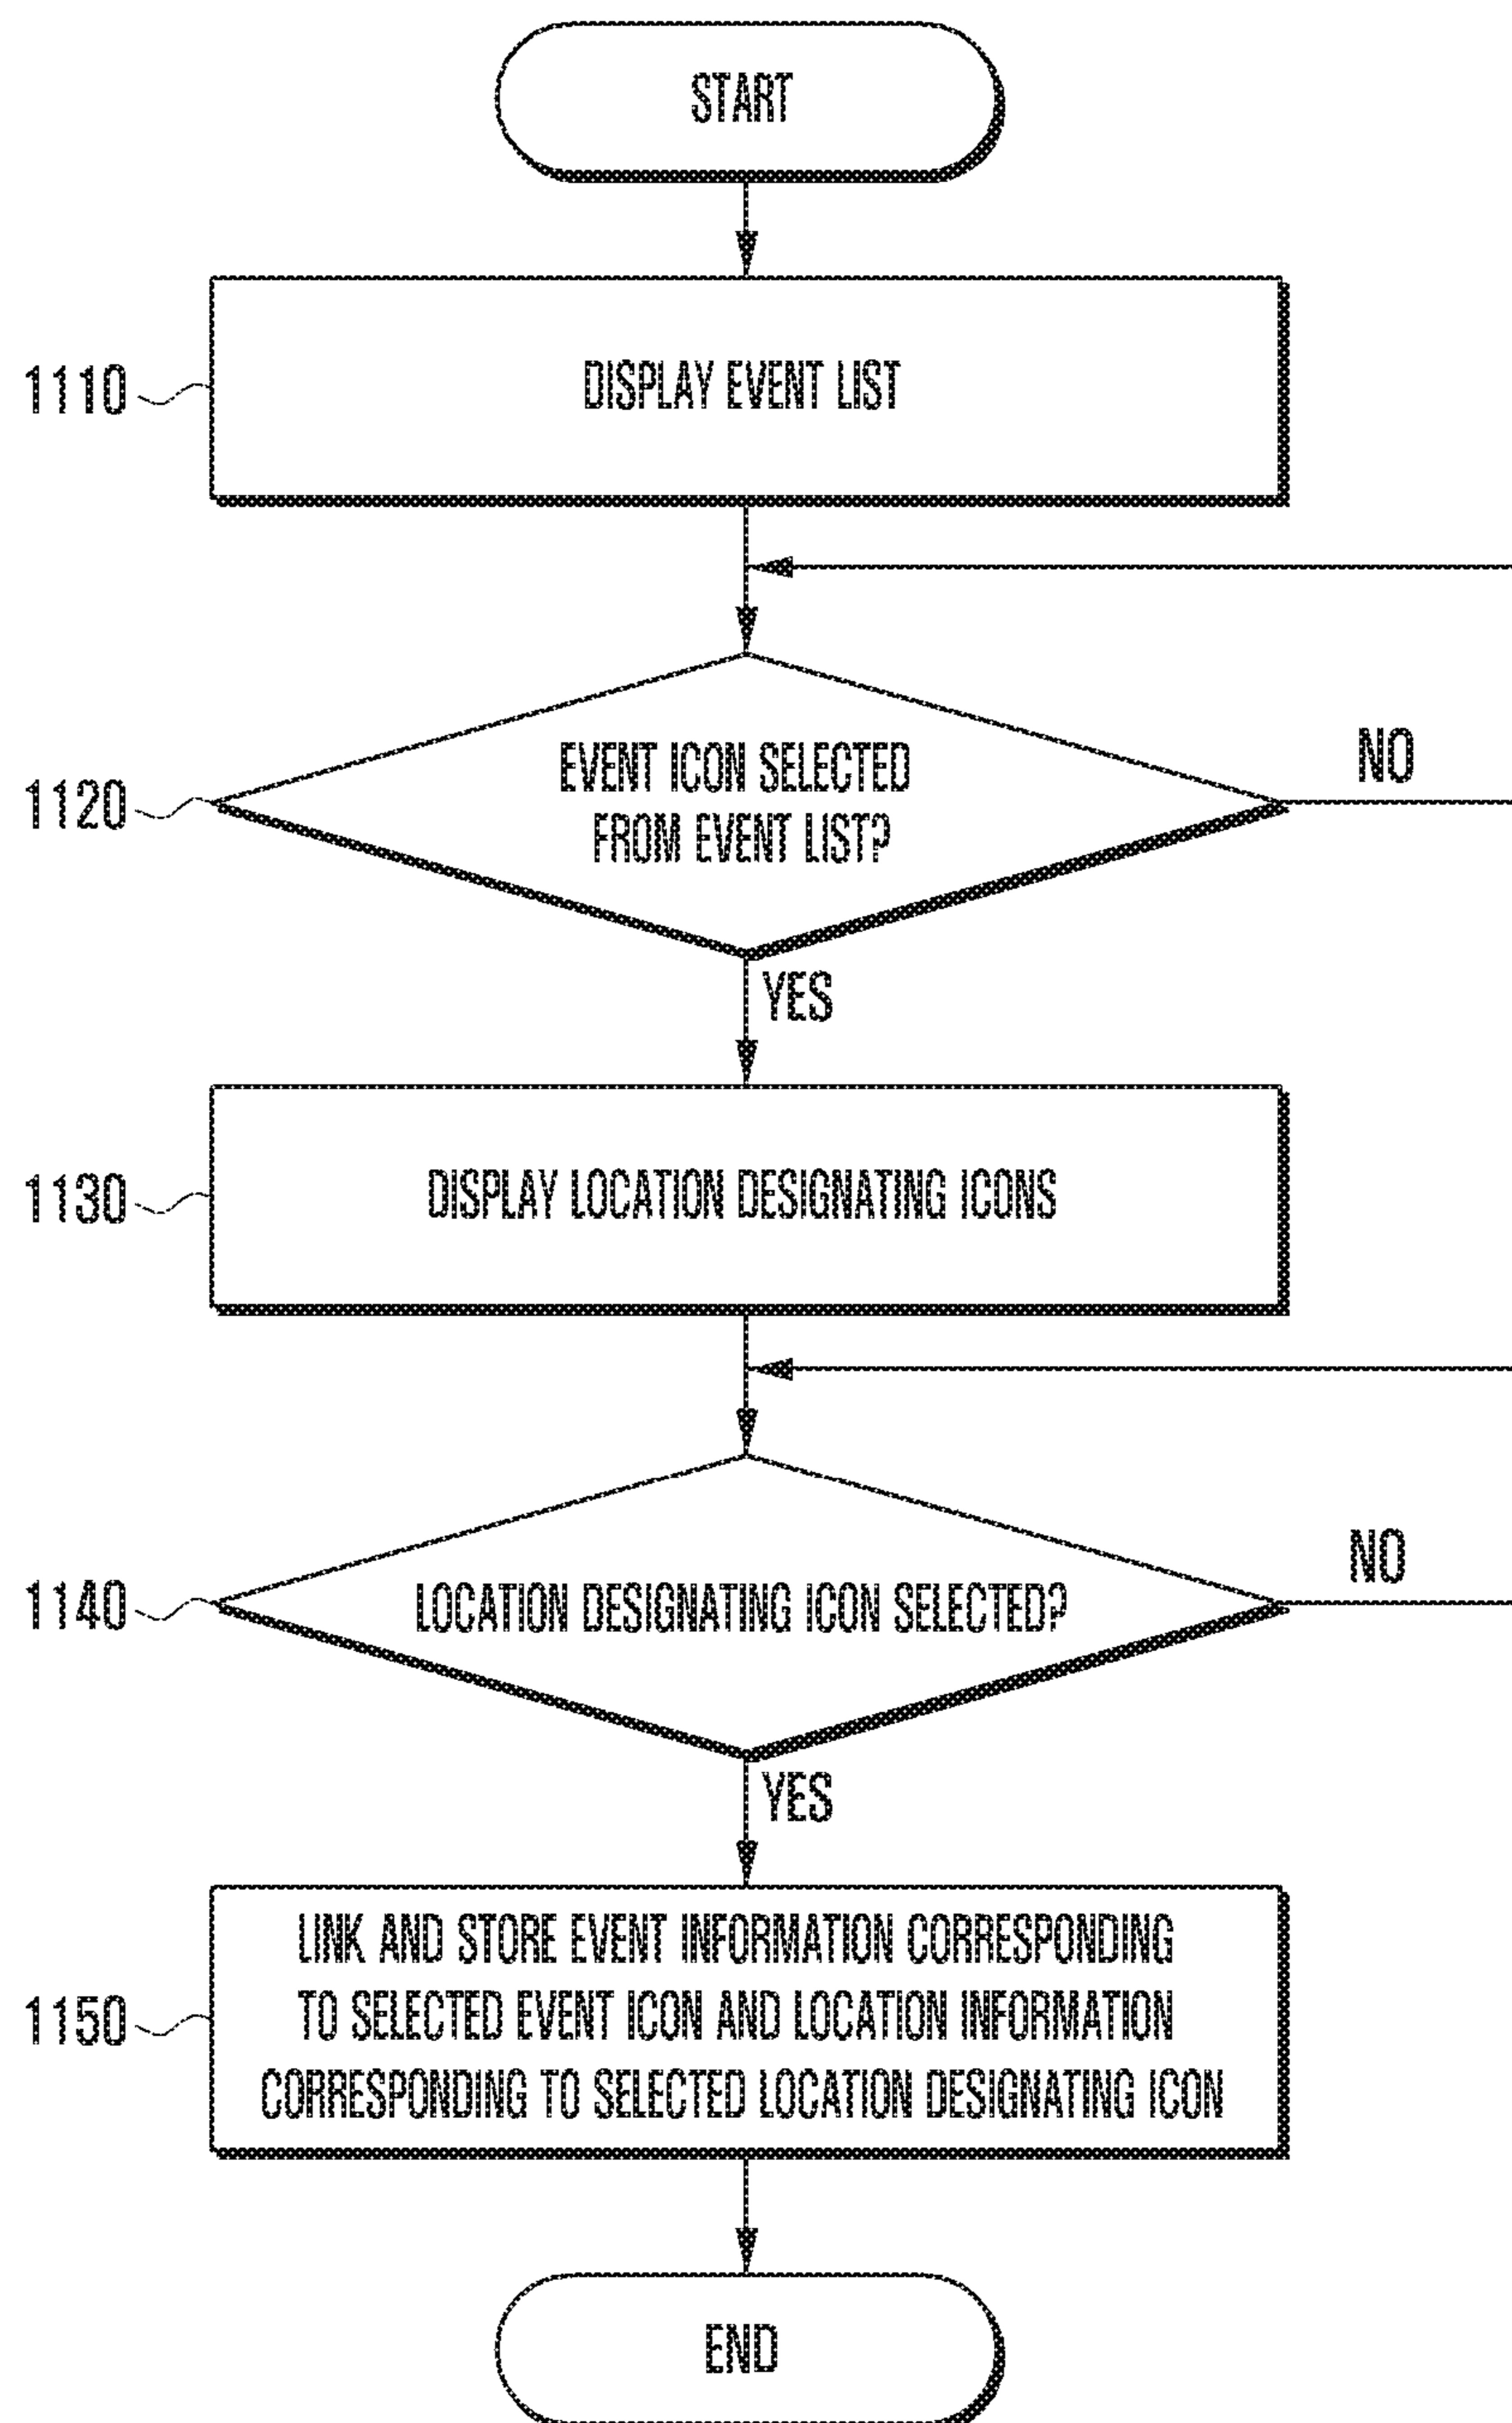 START
1110
DISPLAY EVENT LIST
1120
EVENT ICON SELECTED
FROM EVENT LIST?
NO
YES
1130
DISPLAY LOCATION DESIGNATING ICONS
1140
LOCATION DESIGNATING ICON SELECTED?
NO
YES
1150
LINK AND STORE EVENT INFORMATION CORRESPONDING
TO SELECTED EVENT ICON AND LOCATION INFORMATION
CORRESPONDING TO SELECTED LOCATION DESIGNATING ICON
END